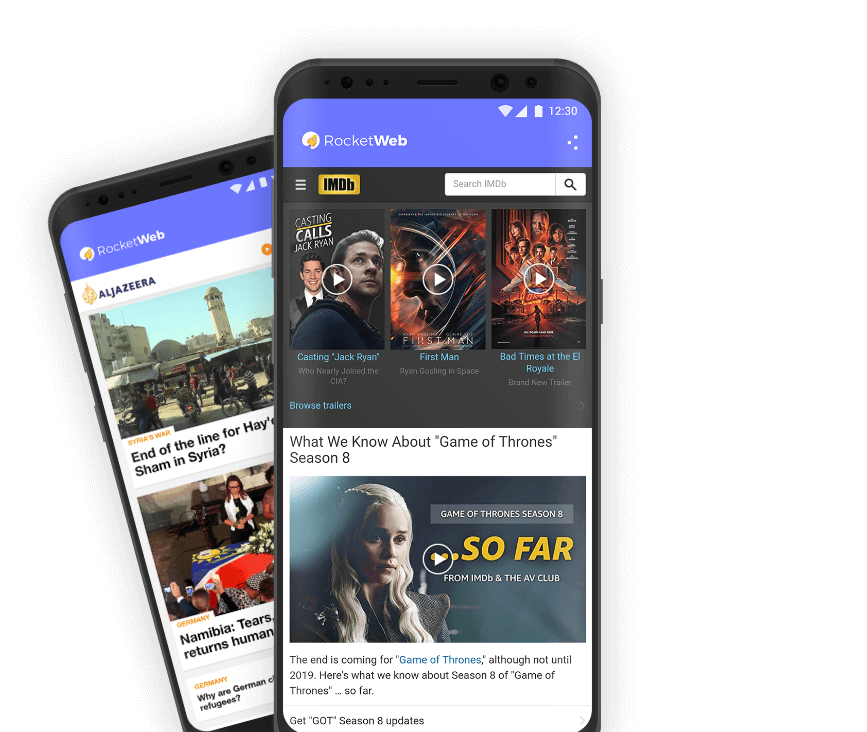 RocketWeb
ALJAZEERA
SYRIA'S WAR
End of the line for Hay'
Sham in Syria?
GERMANY
Namibia: Tears,
returns human
GERMANY
Why are German
refugees?
12:30
RocketWeb
IMDb
Search IMDb
CASTING
CALLS
JACK RYAN
FIRST MAN
Casting "Jack Ryan"
Who Nearly Joined the
CIA?
First Man
Ryan Gosling in Space
Bad Times at the El
Royale
Brand New Trailer
Browse trailers
What We Know About "Game of Thrones"
Season 8
GAME OF THRONES SEASON 8
...SO FAR
FROM IMDb & THE AV CLUB
The end is coming for "Game of Thrones," although not until
2019. Here's what we know about Season 8 of "Game of
Thrones" ... so far.
Get "GOT" Season 8 updates